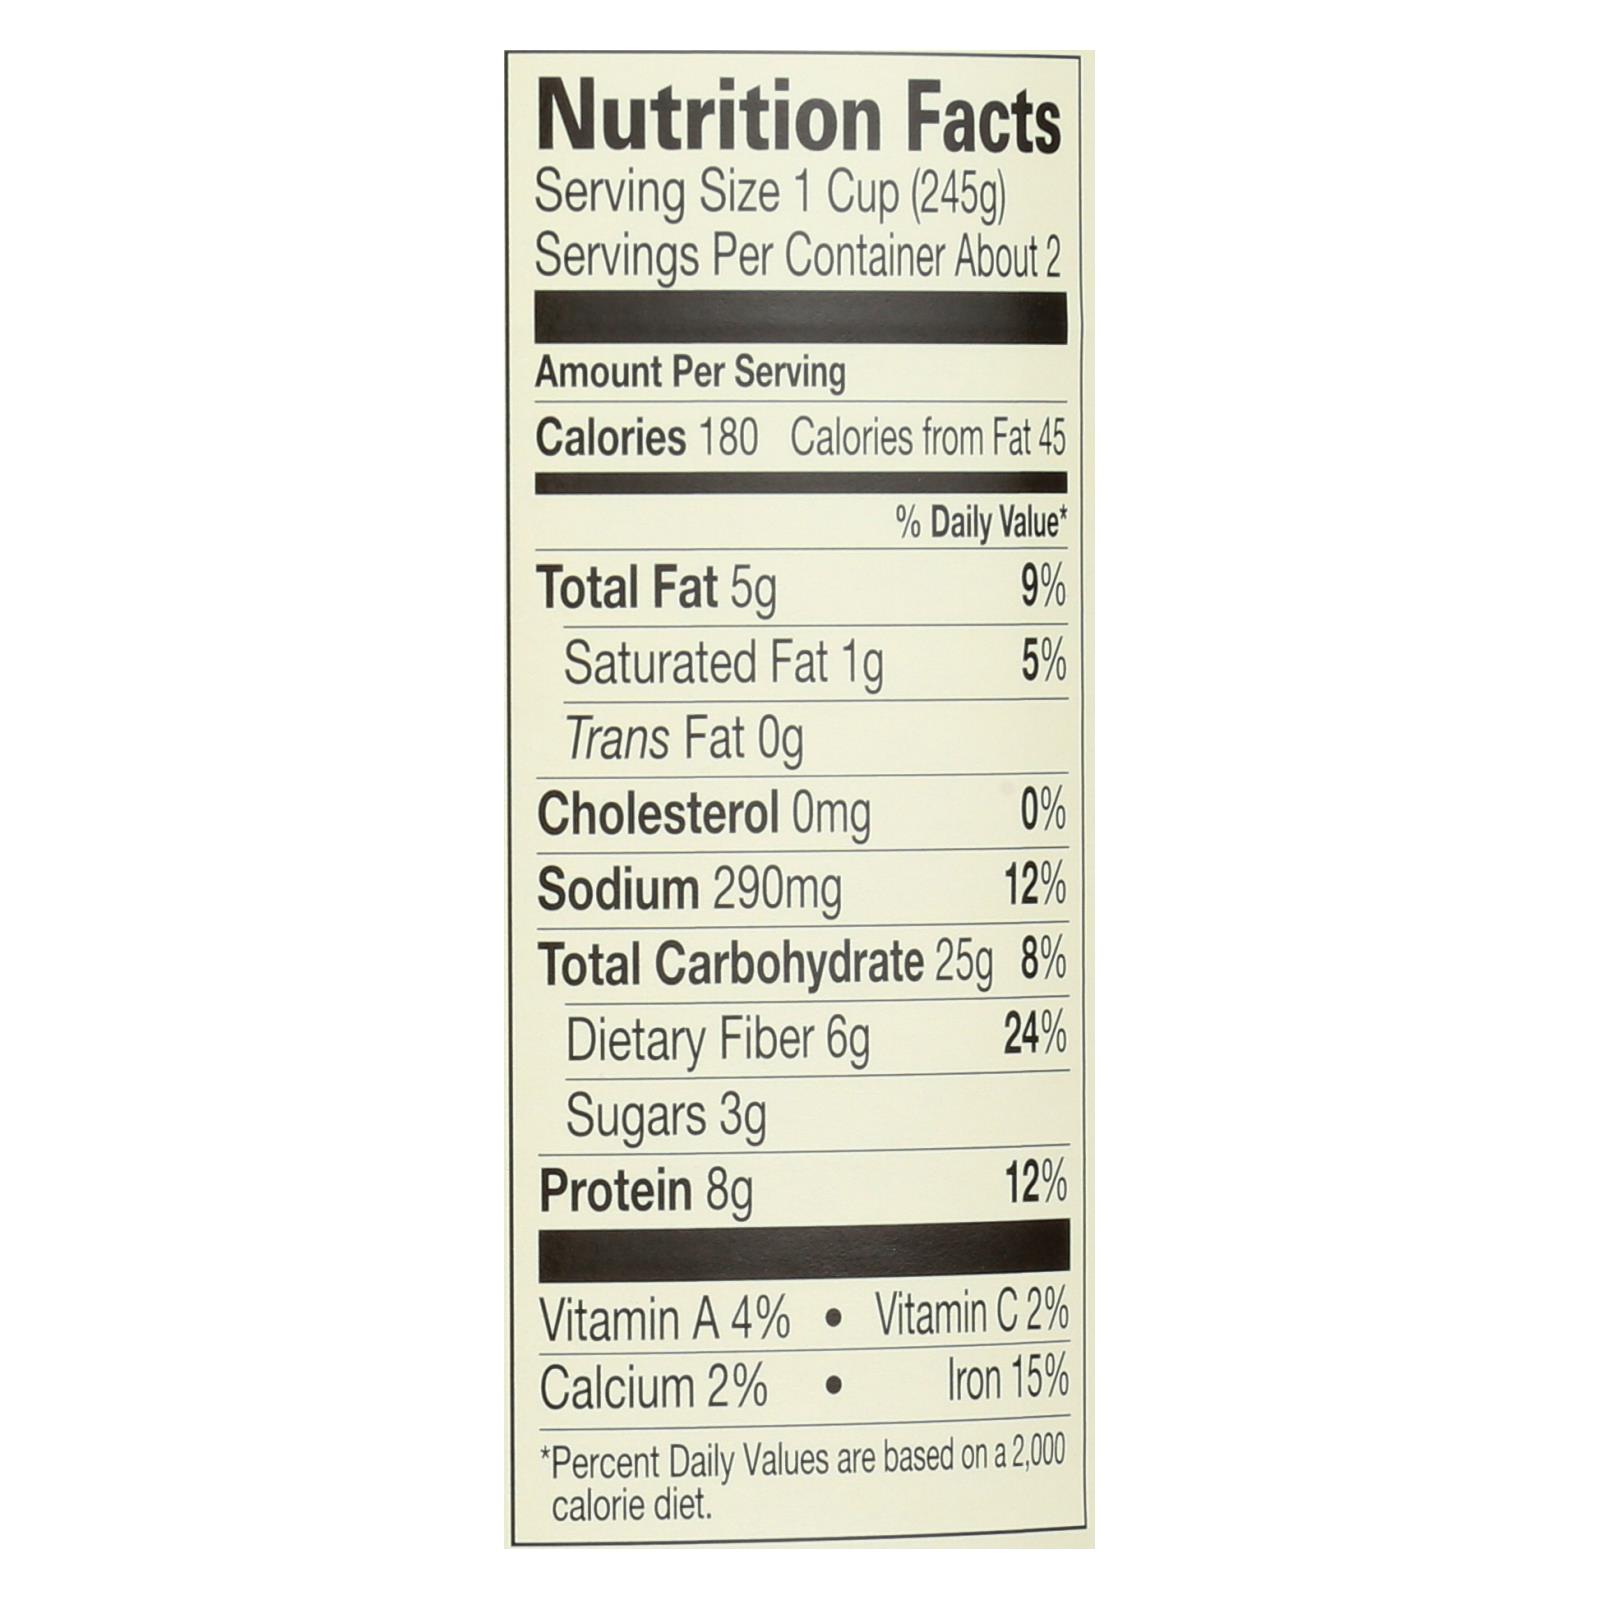 Nutrition Facts
Serving Size 1 Cup (245g)
Servings Per Container About 2
Amount Per Serving
Calories 180 Calories from Fat 45
% Daily Value*
Total Fat 5g 9%
Saturated Fat 1g 5%
Trans Fat 0g
Cholesterol 0mg 0%
Sodium 290mg 12%
Total Carbohydrate 25g 8%
Dietary Fiber 6g 24%
Sugars 3g
Protein 8g 12%
Vitamin A 4% • Vitamin C 2%
Calcium 2% • Iron 15%
*Percent Daily Values are based on a 2,000
calorie diet.